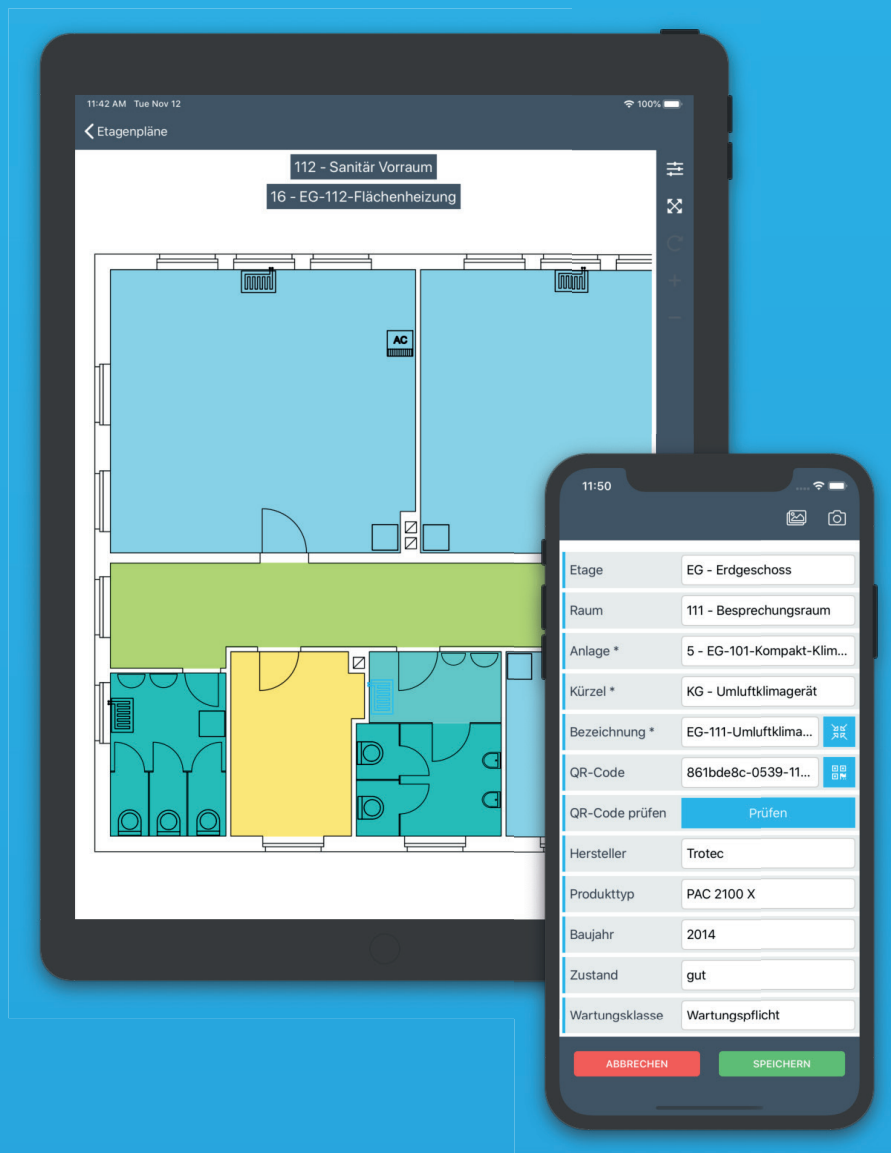 11:42 AM Tue Nov 12
100%
Etagenpläne
112 - Sanitär Vorraum
16 - EG-112-Flächenheizung
AC
11:50
Etage EG - Erdgeschoss
Raum 111 - Besprechungsraum
Anlage * 5 - EG-101-Kompakt-Klim...
Kürzel * KG - Umluftklimagerät
Bezeichnung * EG-111-Umluftklima...
QR-Code 861bde8c-0539-11...
QR-Code prüfen Prüfen
Hersteller Trotec
Produkttyp PAC 2100 X
Baujahr 2014
Zustand gut
Wartungsklasse Wartungspflicht
ABBRECHEN SPEICHERN